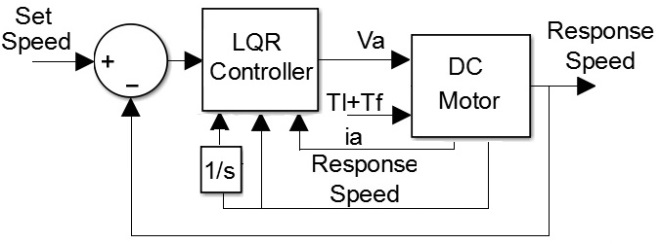 Set
Speed
+
−
LQR
Controller
Va
Tl+Tf
DC
Motor
Response
Speed
ia
1/s
Response
Speed